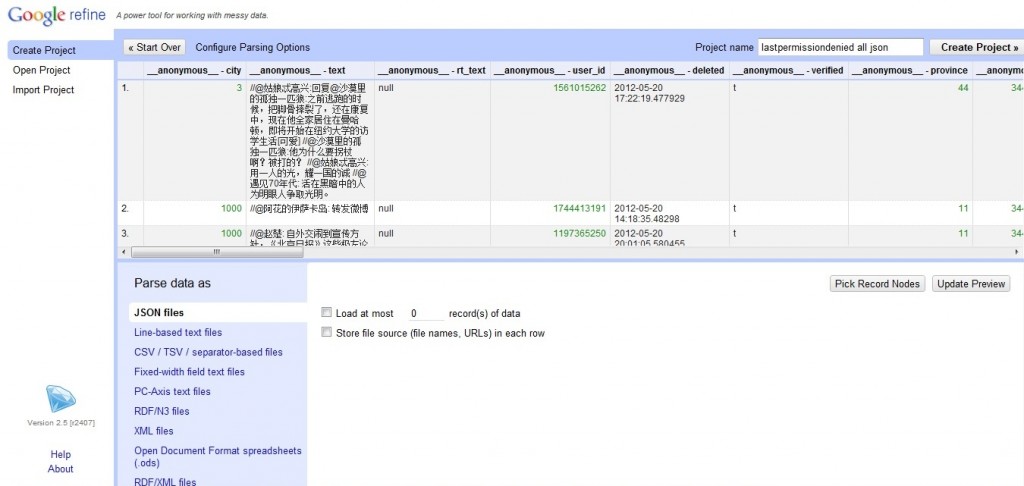 Google refine A power tool for working with messy data.
Create Project
Open Project
Import Project
« Start Over Configure Parsing Options Project name lastpermissiondenied all json Create Project »
__anonymous__ - city __anonymous__ - text __anonymous__ - rt_text __anonymous__ - user_id __anonymous__ - deleted __anonymous__ - verified __anonymous__ - province __anonymo
1. 3 //@姑娘忒高兴:回复@沙漠里 null 1561015262 2012-05-20 t 44 34-
的孤独一匹狼:之前逃跑的时 17:22:19.477929
候，把脚骨摔裂了，还在康复
中，现在他全家居住在曼哈
顿，即将开始在纽约大学的访
学生活[可爱] //@沙漠里的孤
独一匹狼:他为什么要拐杖
啊？被打的？ //@姑娘忒高兴:
用一人的光，耀一国的诚 //@
遇见70年代: 活在黑暗中的人
为明眼人争取光明。
2. 1000 //@阿花的伊萨卡岛: 转发微博 null 1744413191 2012-05-20 t 11 34-
14:18:35.48298
3. 1000 //@赵楚: 自外交闹到宣传方 null 1197365250 2012-05-20 t 11 34-
20:01:05.580455
Parse data as
Pick Record Nodes Update Preview
JSON files
Line-based text files
CSV / TSV / separator-based files
Fixed-width field text files
PC-Axis text files
RDF/N3 files
XML files
Open Document Format spreadsheets
(.ods)
RDF/XML files
Load at most 0 record(s) of data
Store file source (file names, URLs) in each row
Version 2.5 [r2407]
Help
About